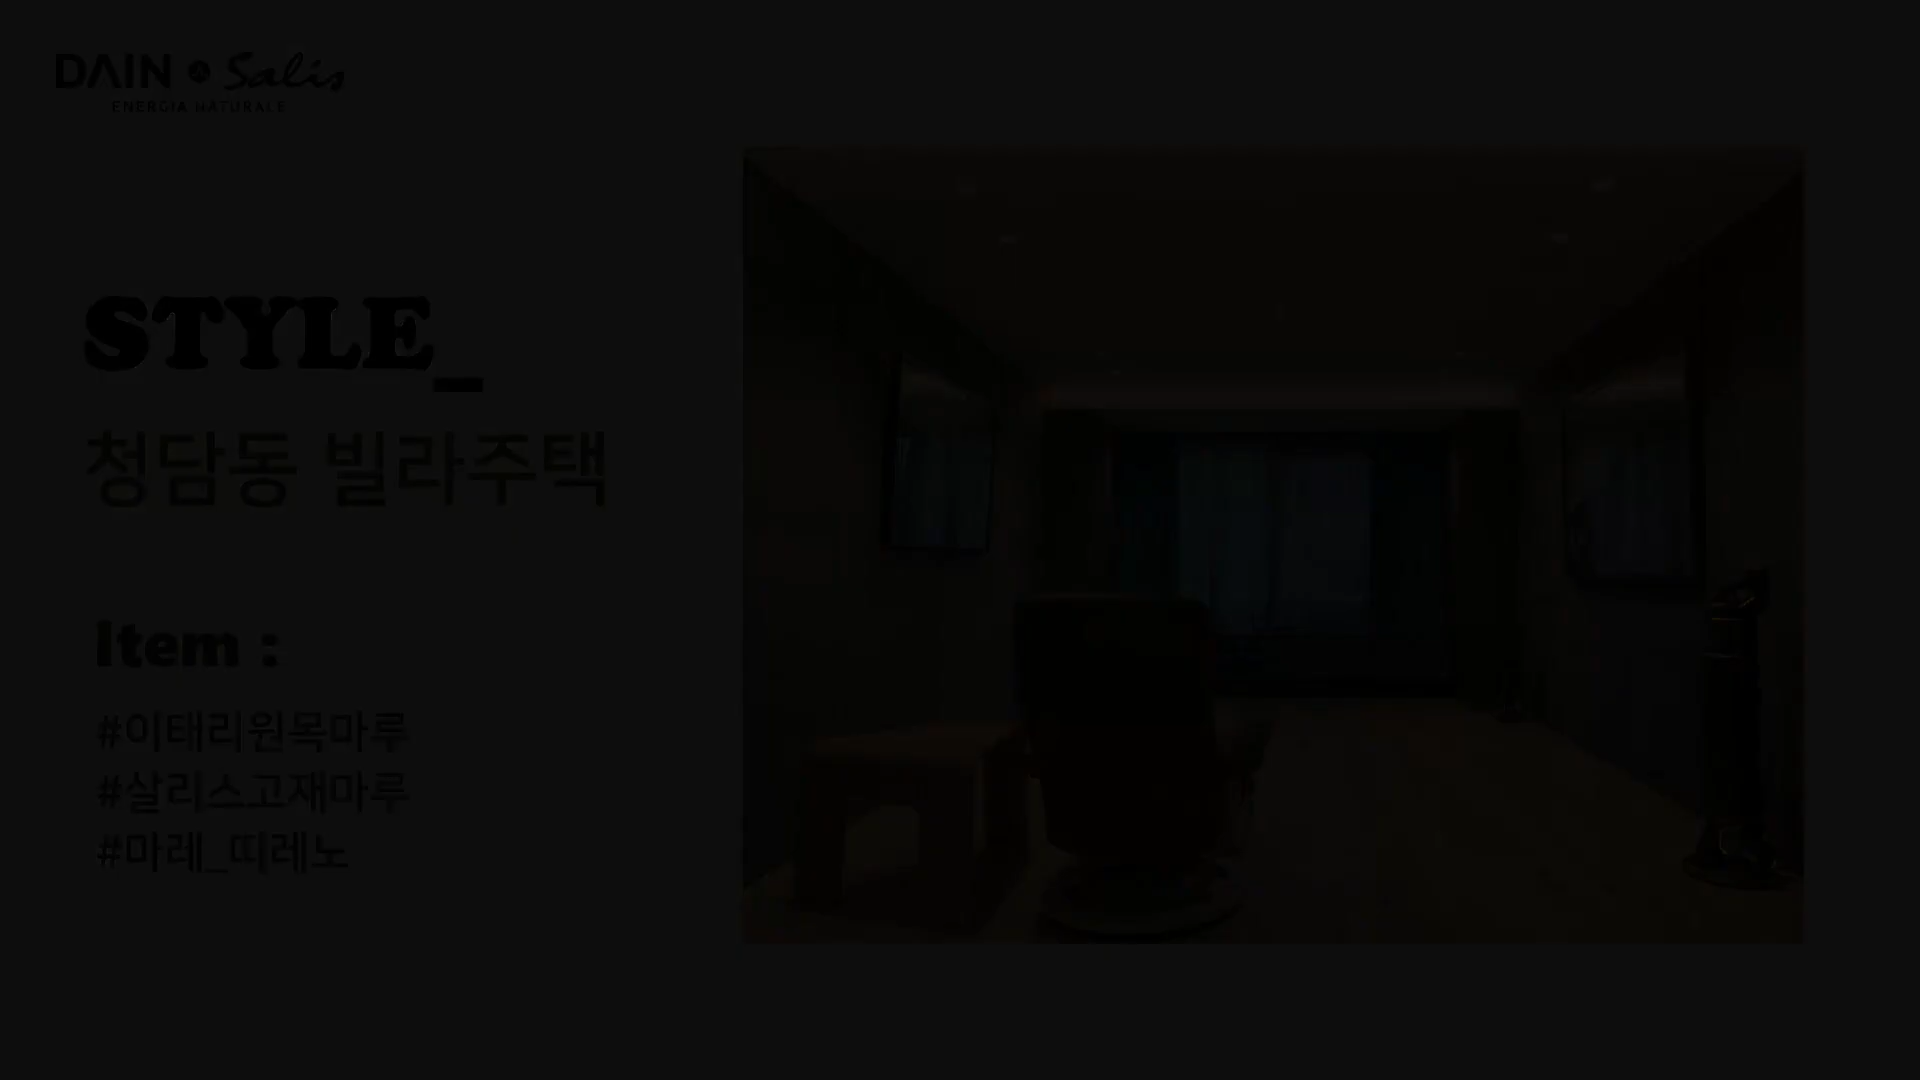 DAIN Salis
ENERGIA NATURALE
STYLE_
청담동 빌라주택
Item :
#이태리원목마루
#살리스고재마루
#마레_띠레노